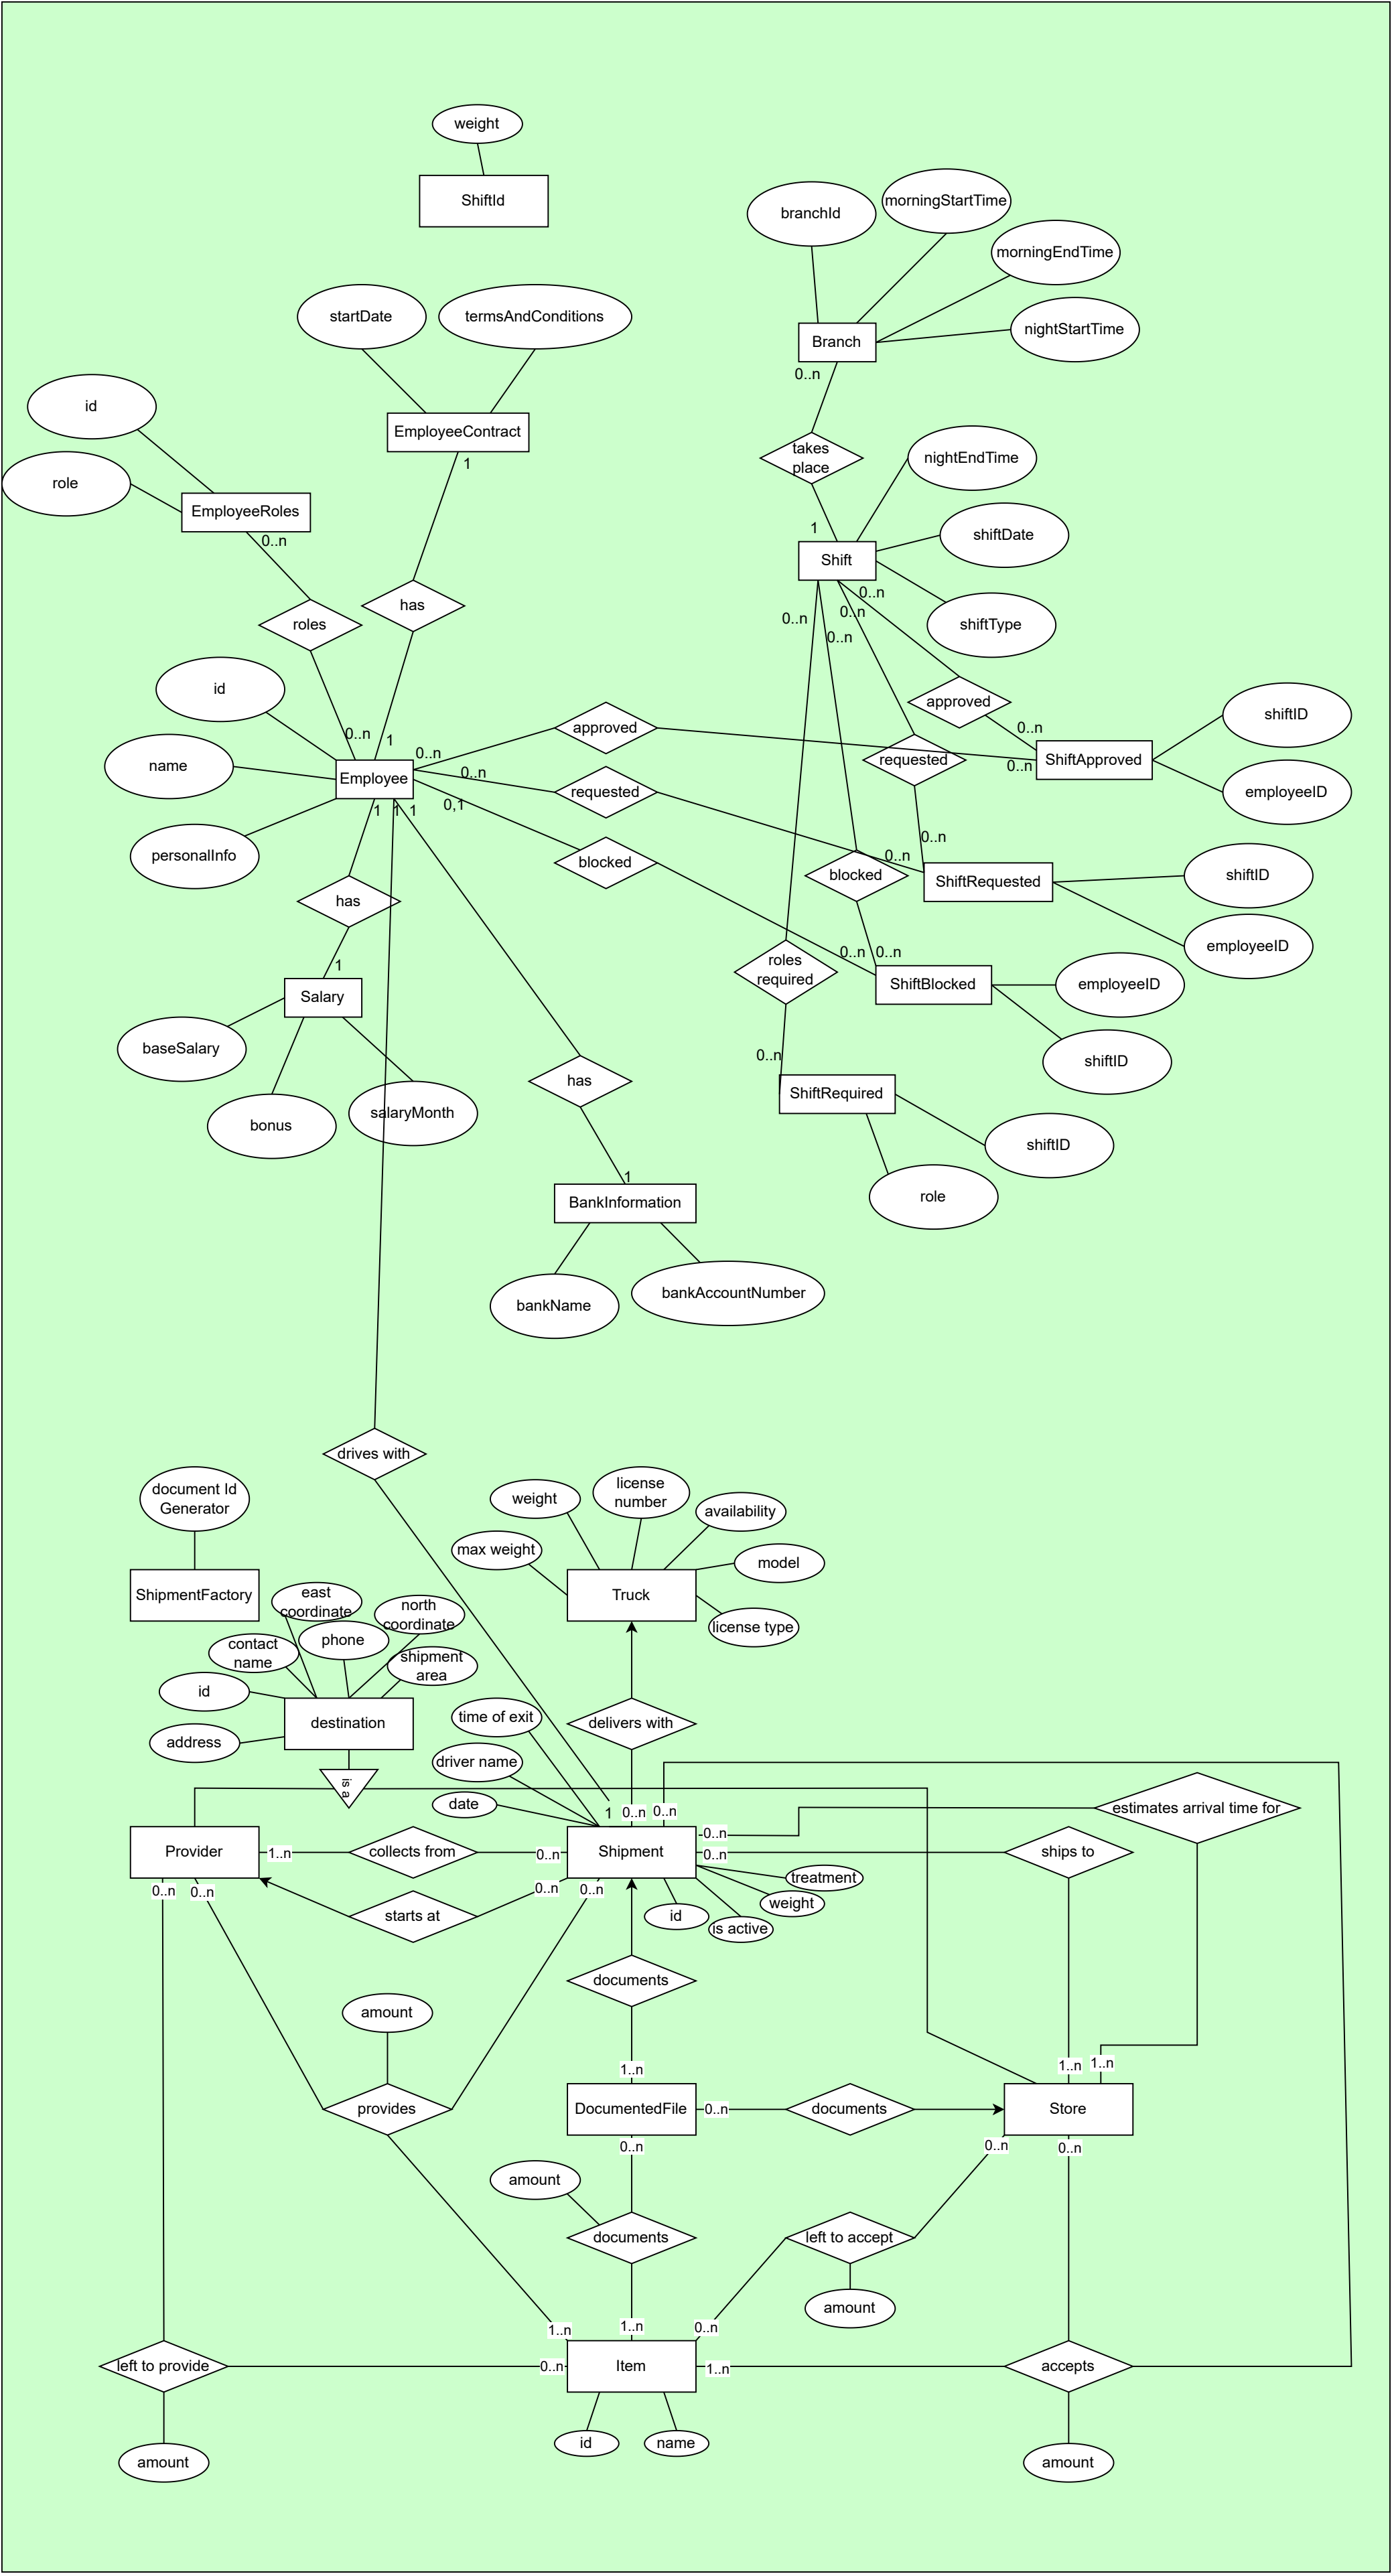 weight
ShiftId
branchId
morningStartTime
morningEndTime
nightStartTime
Branch
0..n
startDate
termsAndConditions
EmployeeContract
1
id
role
EmployeeRoles
0..n
takes
place
nightEndTime
shiftDate
shiftType
1
Shift
0..n
0..n
0..n
0..n
has
roles
id
name
personalInfo
0..n
1
Employee
0..n
0..n
0,1
1
1
1
approved
requested
blocked
approved
0..n
0..n
requested
ShiftApproved
shiftID
employeeID
0..n
0..n
blocked
ShiftRequested
shiftID
employeeID
has
1
Salary
baseSalary
bonus
salaryMonth
0..n
0..n
roles
required
ShiftBlocked
employeeID
shiftID
0..n
ShiftRequired
shiftID
role
has
1
BankInformation
bankName
bankAccountNumber
drives with
document Id
Generator
ShipmentFactory
weight
license
number
availability
max weight
model
Truck
license type
east
coordinate
north
coordinate
phone
contact
name
shipment
area
id
address
destination
is a
time of exit
driver name
date
delivers with
1
0..n
0..n
estimates arrival time for
0..n
Provider
1..n
collects from
0..n
Shipment
0..n
ships to
treatment
weight
is active
id
0..n
0..n
starts at
0..n
0..n
documents
amount
1..n
1..n
1..n
provides
DocumentedFile
0..n
documents
Store
0..n
0..n
0..n
amount
documents
left to accept
amount
1..n
1..n
0..n
left to provide
0..n
Item
1..n
accepts
id
name
amount
amount